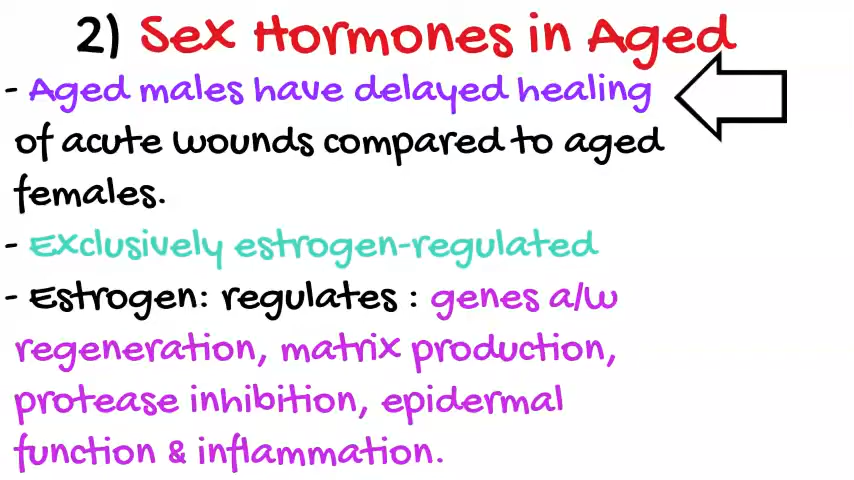 2) Sex Hormones in Aged
- Aged males have delayed healing
of acute wounds compared to aged
females.
- Exclusively estrogen-regulated
- Estrogen: regulates : genes a/w
regeneration, matrix production,
protease inhibition, epidermal
function & inflammation.